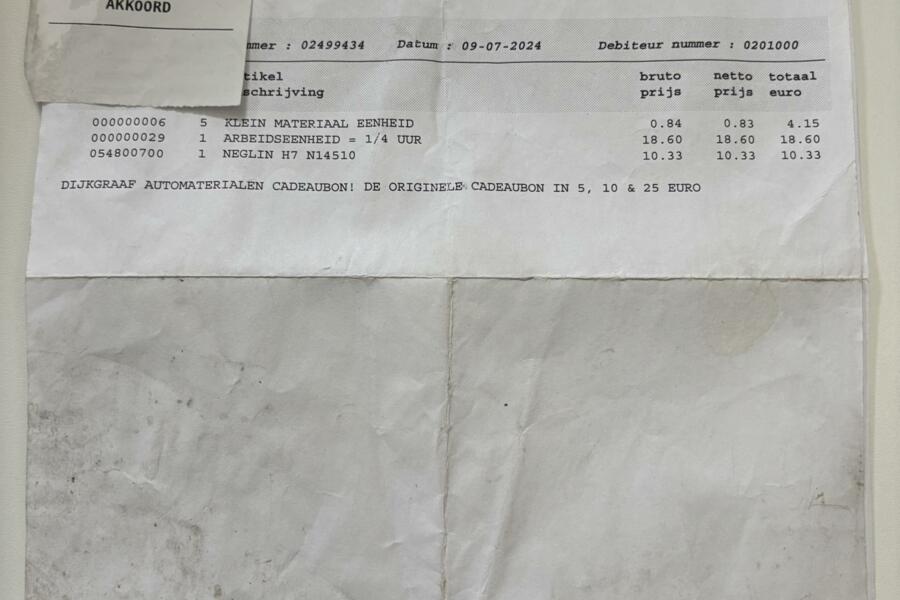 AKKOORD
mmer : 02499434 Datum : 09-07-2024 Debiteur nummer : 0201000
tikel bruto netto totaal
schrijving prijs prijs euro
000000006 5 KLEIN MATERIAAL EENHEID 0.84 0.83 4.15
000000029 1 ARBEIDSEENHEID = 1/4 UUR 18.60 18.60 18.60
054800700 1 NEGLIN H7 N14510 10.33 10.33 10.33
DIJKGRAAF AUTOMATERIALEN CADEAUBON! DE ORIGINELE CADEAUBON IN 5, 10 & 25 EURO